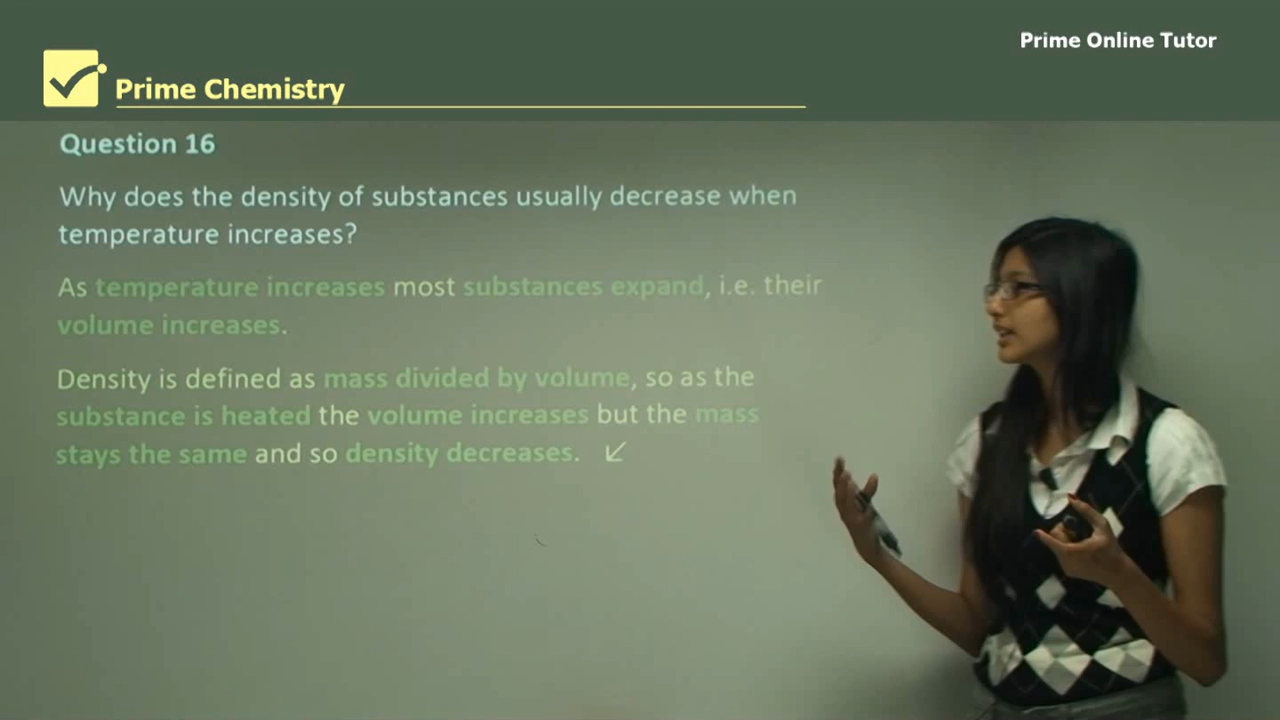 Prime Online Tutor
Prime Chemistry
Question 16
Why does the density of substances usually decrease when
temperature increases?
As temperature increases most substances expand, i.e. their
volume increases.
Density is defined as mass divided by volume, so as the
substance is heated the volume increases but the mass
stays the same and so density decreases. ↙